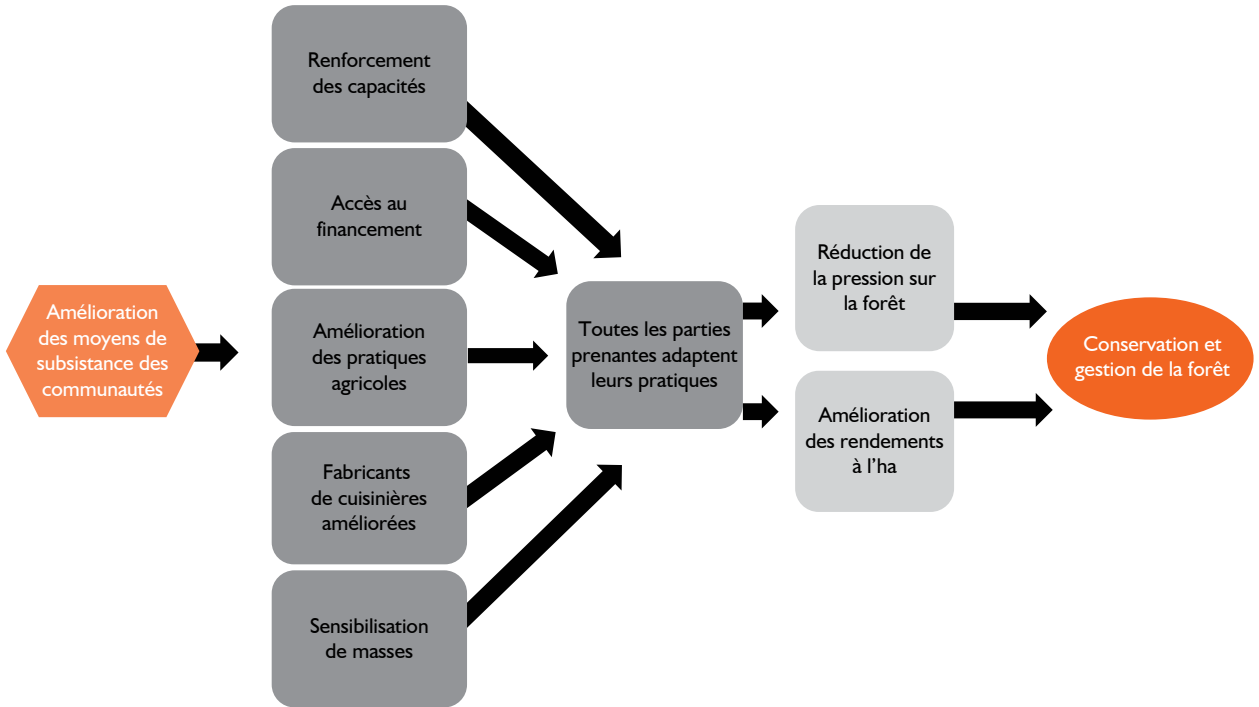 Amélioration
des moyens de
subsistance des
communautés
Renforcement
des capacités
Accès au
financement
Amélioration
des pratiques
agricoles
Fabricants
de cuisinières
améliorées
Sensibilisation
de masses
Toutes les parties
prenantes adaptent
leurs pratiques
Réduction de
la pression sur
la forêt
Amélioration
des rendements
à l’ha
Conservation et
gestion de la forêt